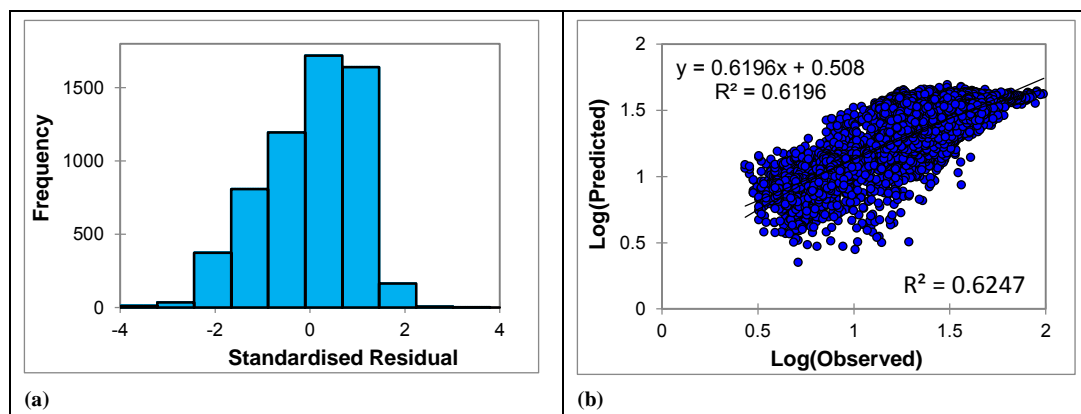 1500
1000
500
0
Frequency
-4
-2
0
2
4
Standardised Residual
(a)
2
1.5
1
0.5
0
Log(Predicted)
y = 0.6196x + 0.508
R² = 0.6196
R² = 0.6247
0
0.5
1
1.5
2
Log(Observed)
(b)